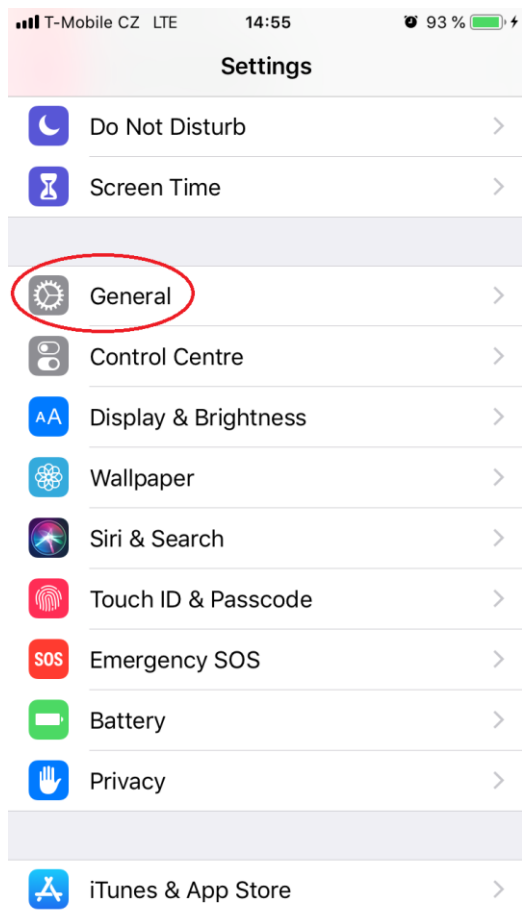 T-Mobile CZ LTE 14:55 93 %
Settings
Do Not Disturb
Screen Time
General
Control Centre
AA Display & Brightness
Wallpaper
Siri & Search
Touch ID & Passcode
SOS Emergency SOS
Battery
Privacy
iTunes & App Store